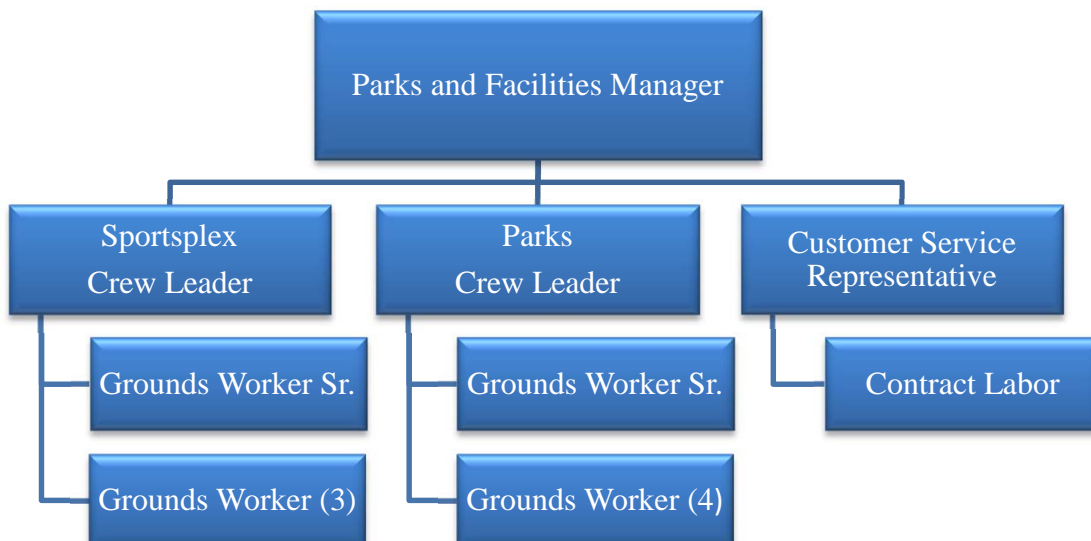 Parks and Facilities Manager
Sportsplex
Crew Leader
Grounds Worker Sr.
Grounds Worker (3)
Parks
Crew Leader
Grounds Worker Sr.
Grounds Worker (4)
Customer Service
Representative
Contract Labor